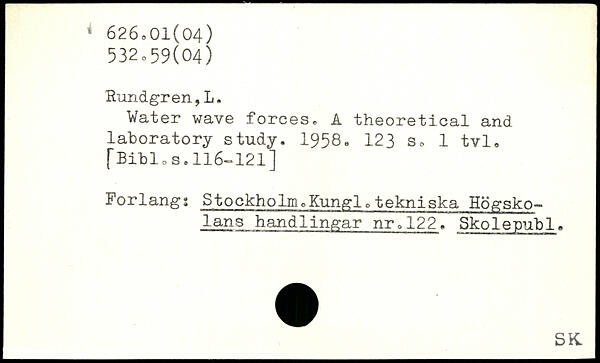 626.01(04)
532.59(04)
Rundgren,L.
Water wave forces. A theoretical and
laboratory study. 1958. 123 s. 1 tvl.
[Bibl.s.116-121]
Forlang: Stockholm.Kungl.tekniska Högsko-
lans handlingar nr.122. Skolepubl.
SK